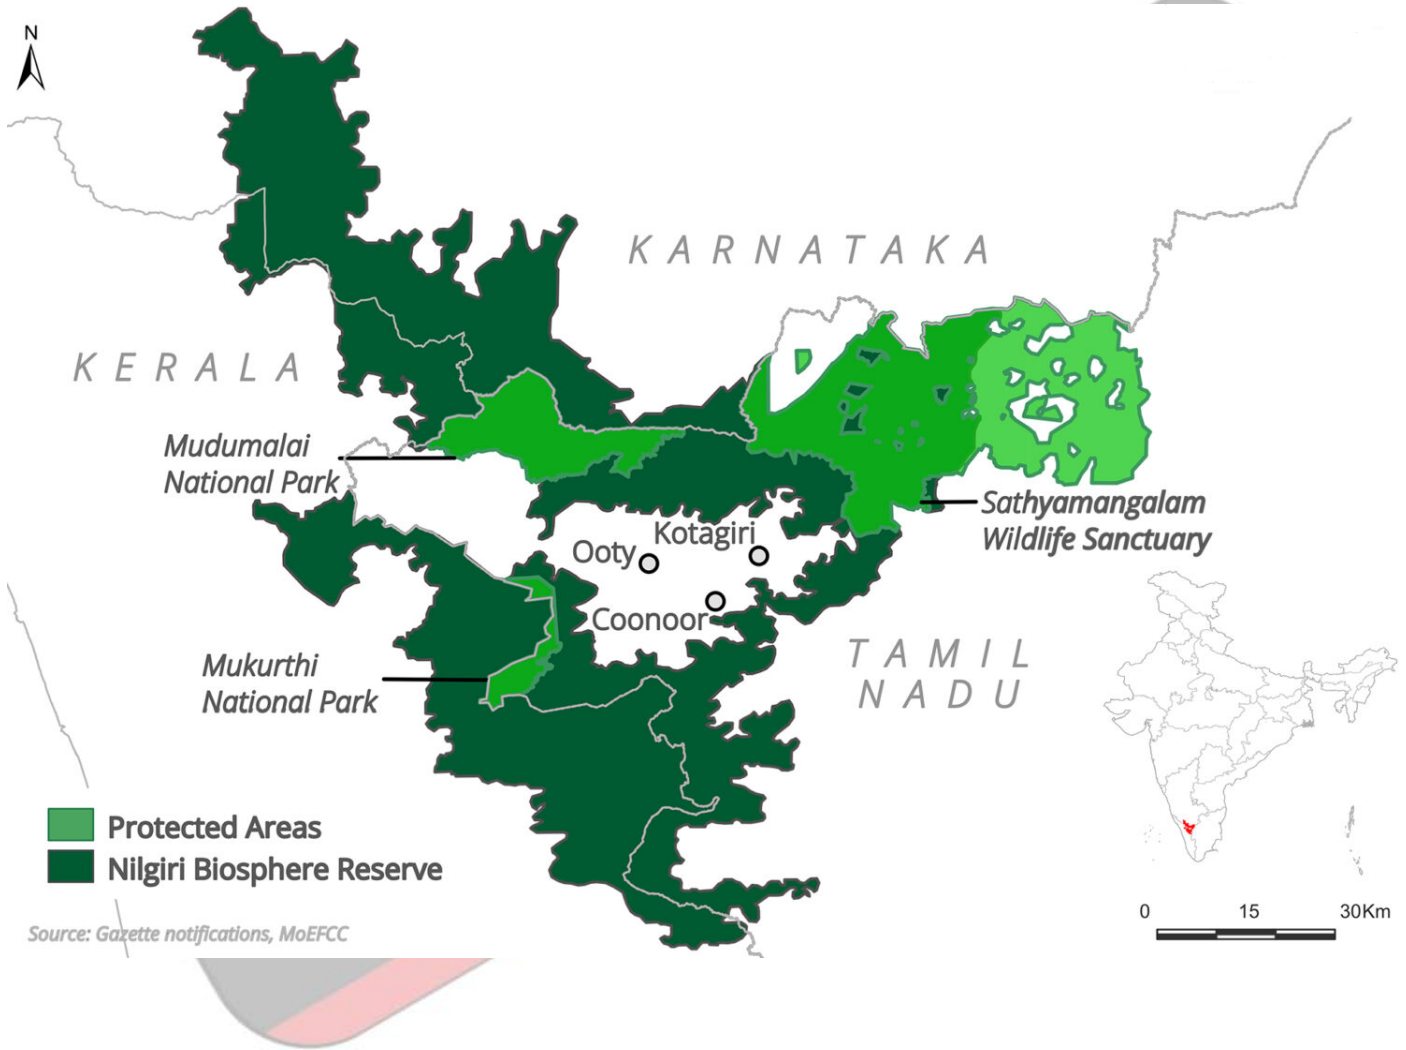 N
KARNATAKA
KERALA
Mudumalai
National Park
Sathyamangalam
Wildlife Sanctuary
Kotagiri
Ooty
Coonoor
TAMIL
NADU
Mukurthi
National Park
Protected Areas
Nilgiri Biosphere Reserve
Source: Gazette notifications, MoEFCC
0 15 30Km